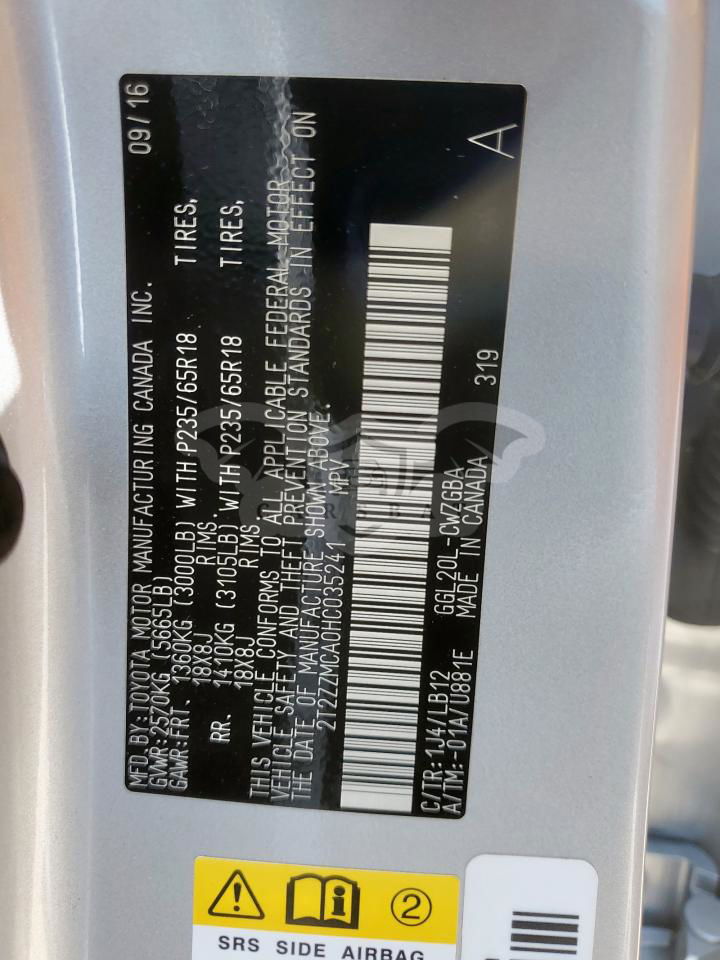 MFD.BY:TOYOTA MOTOR MANUFACTURING CANADA INC. 09/16
GVWR:2570KG(5665LB)
GAWR:FRT. 1360KG (3000LB) WITH P235/65R18 TIRES,
18X8J RIMS
RR. 1410KG (3105LB) WITH P235/65R18 TIRES,
18X8J RIMS
THIS VEHICLE CONFORMS TO ALL APPLICABLE FEDERAL MOTOR
VEHICLE SAFETY AND THEFT PREVENTION STANDARDS IN EFFECT ON
THE DATE OF MANUFACTURE SHOWN ABOVE.
2T2ZZMCA0HC035241 MPV
C/TR:1J4/LB12 GGL20L-CWZGBA
A/TM:-01A/U881E MADE IN CANADA 319 A
2
SRS SIDE AIRBAG